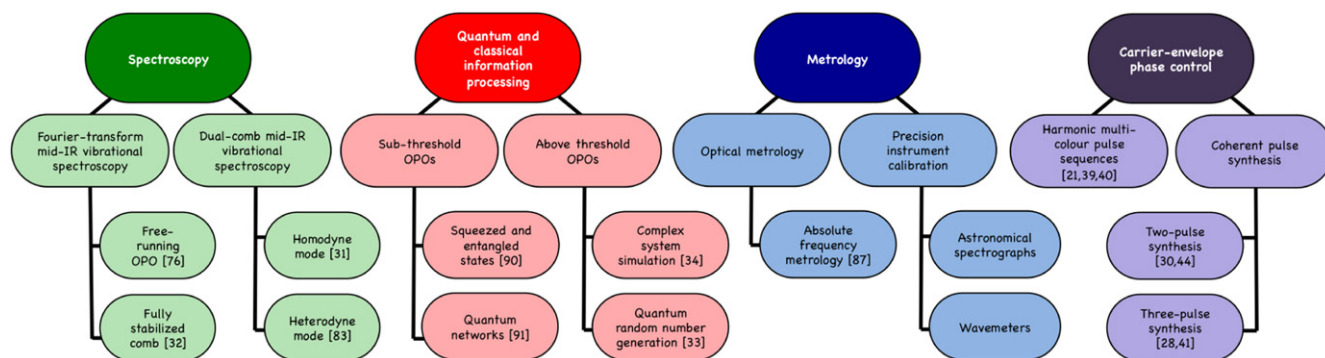 Spectroscopy
Fourier-transform
mid-IR vibrational
spectroscopy
Dual-comb mid-IR
vibrational
spectroscopy
Free-
running
OPO [76]
Fully
stabilized
comb [32]
Homodyne
mode [31]
Heterodyne
mode [83]
Quantum and
classical
information
processing
Sub-threshold
OPOs
Above threshold
OPOs
Squeezed and
entangled
states [90]
Quantum
networks [91]
Complex
system
simulation [34]
Quantum
random number
generation [33]
Metrology
Optical metrology
Precision
instrument
calibration
Absolute
frequency
metrology [87]
Astronomical
spectrographs
Wavemeters
Carrier-envelope
phase control
Harmonic multi-
colour pulse
sequences
[21,39,40]
Coherent pulse
synthesis
Two-pulse
synthesis
[30,44]
Three-pulse
synthesis
[28,41]